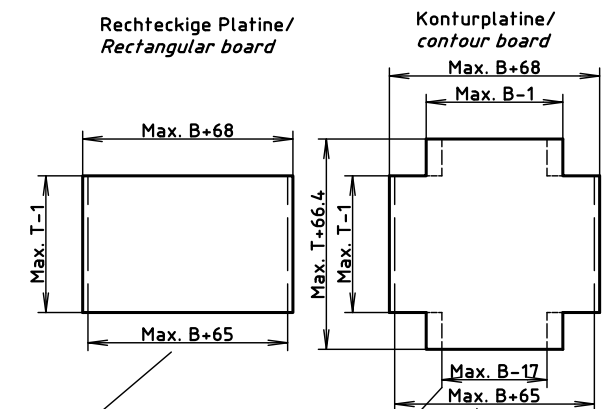 Rechteckige Platine/
Rectangular board
Max. B+68
Max. T-1
Max. B+65
Konturplatine/
contour board
Max. B+68
Max. B-1
Max. T+66.4
Max. T-1
Max. B-17
Max. B+65